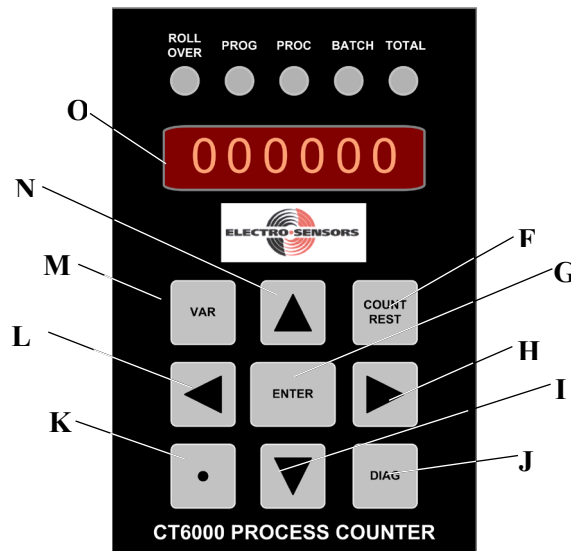 ROLL OVER PROG PROC BATCH TOTAL
O
000000
N
ELECTRO·SENSORS
F
M
G
VAR
COUNT REST
L
ENTER
H
I
K
DIAG
J
CT6000 PROCESS COUNTER